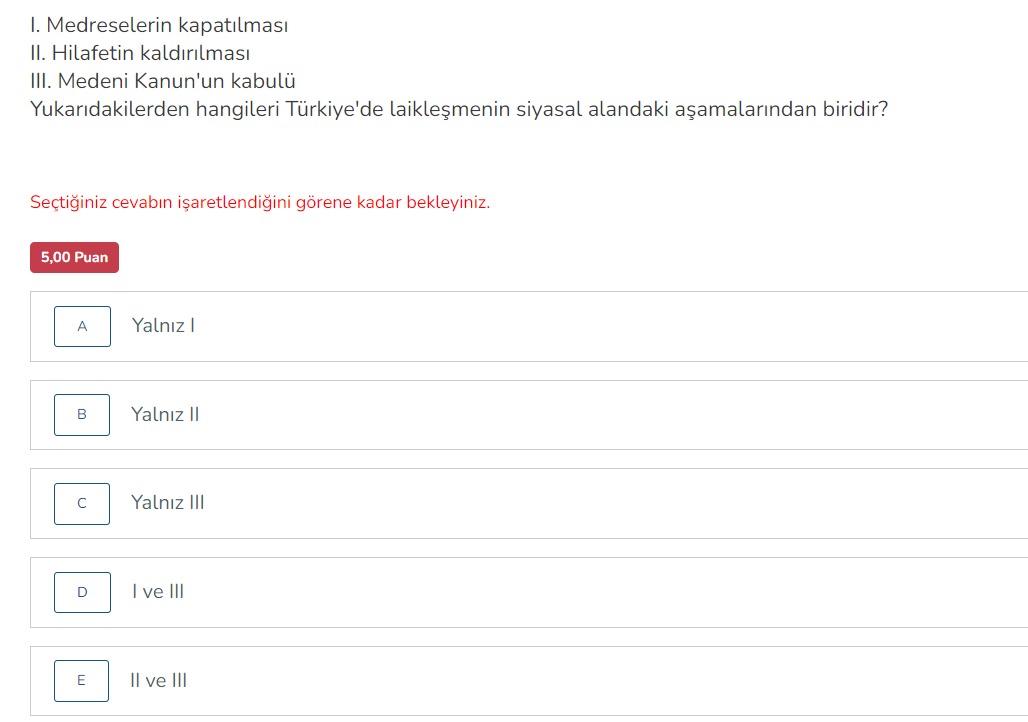 I. Medreselerin kapatılması
II. Hilafetin kaldırılması
III. Medeni Kanun'un kabulü
Yukarıdakilerden hangileri Türkiye'de laikleşmenin siyasal alandaki aşamalarından biridir?
Seçtiğiniz cevabın işaretlendiğini görene kadar bekleyiniz.
5,00 Puan
A Yalnız I
B Yalnız II
C Yalnız III
D I ve III
E II ve III